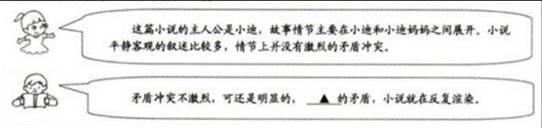 这篇小说的主人公是小迪，故事情节主要在小迪和小迪妈妈之间展开。小说
平静客观的叙述比较多，情节上并没有激烈的矛盾冲突。
矛盾冲突不激烈，可还是明显的，▲的矛盾，小说就在反复渲染。